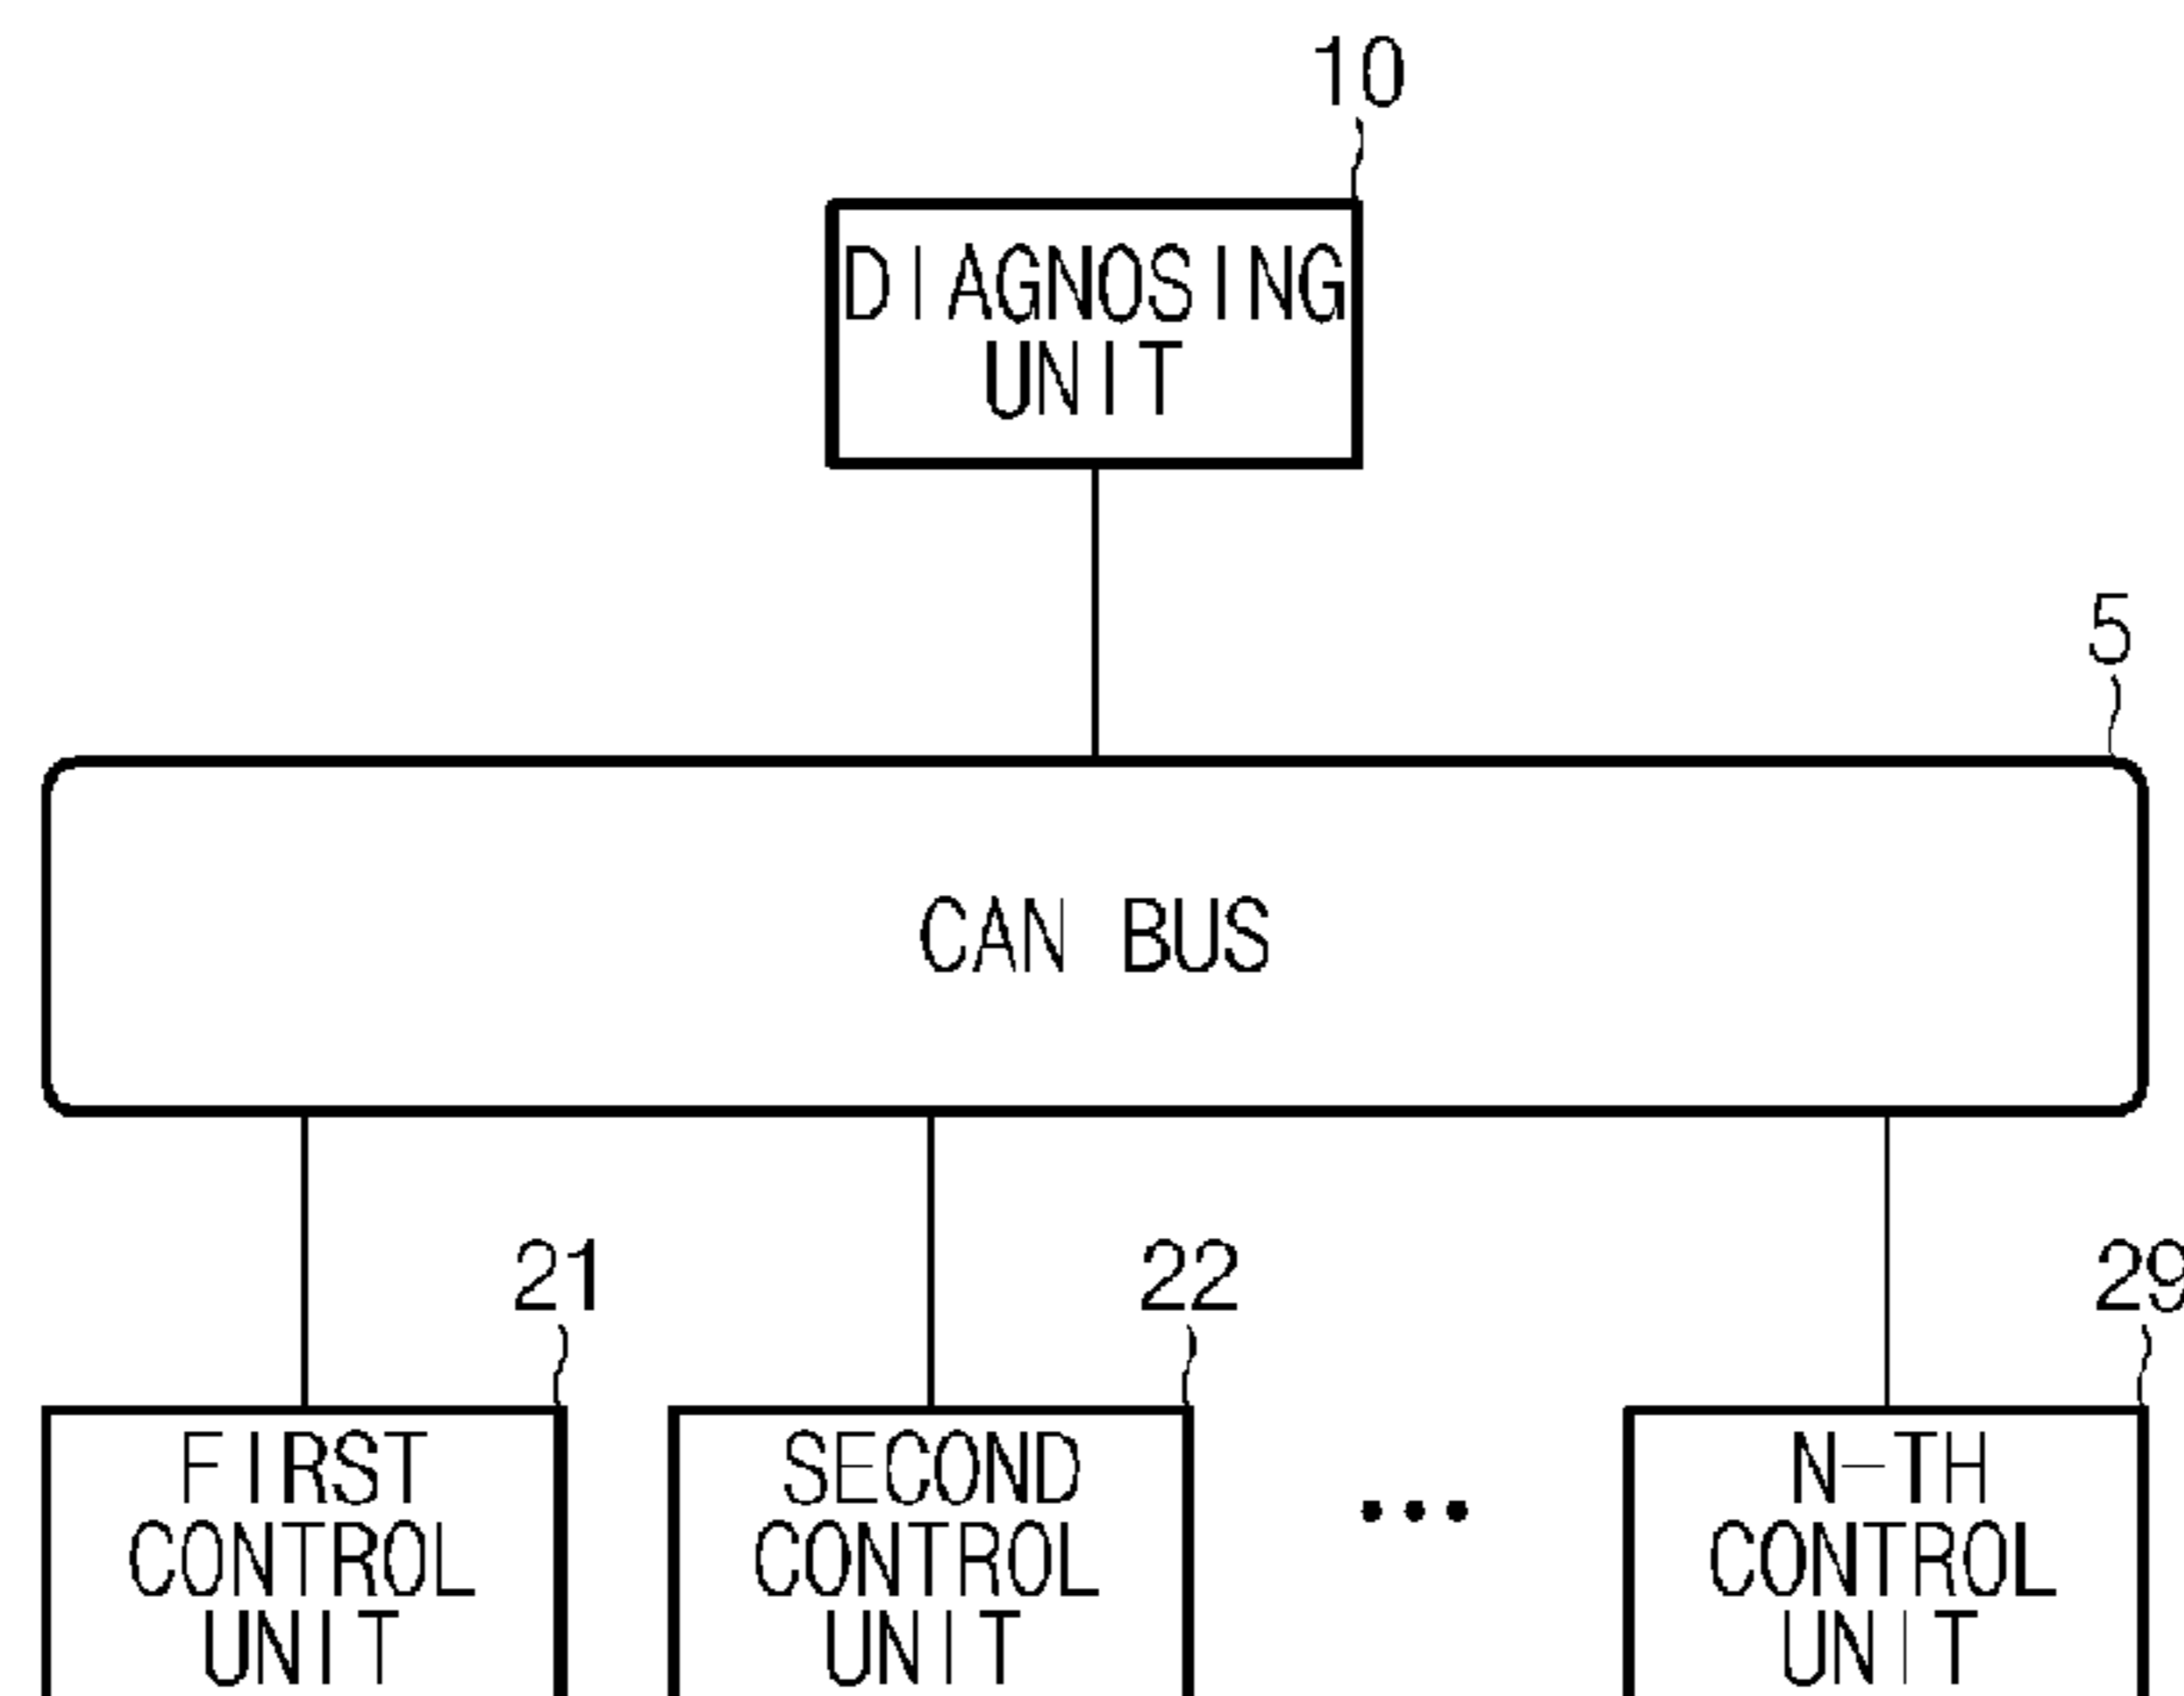 10
DIAGNOSING
UNIT
5
CAN BUS
21
22
29
FIRST
CONTROL
UNIT
SECOND
CONTROL
UNIT
...
N-TH
CONTROL
UNIT